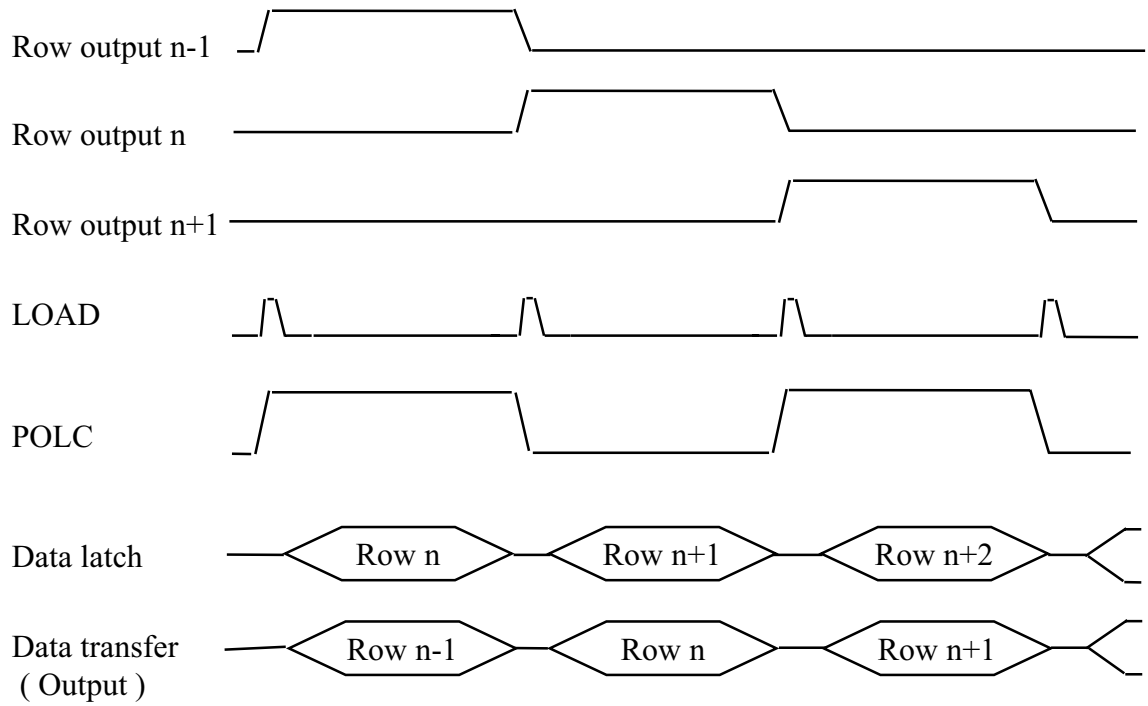 Row output n-1
Row output n
Row output n+1
LOAD
POLC
Data latch
Row n
Row n+1
Row n+2
Data transfer
( Output )
Row n-1
Row n
Row n+1